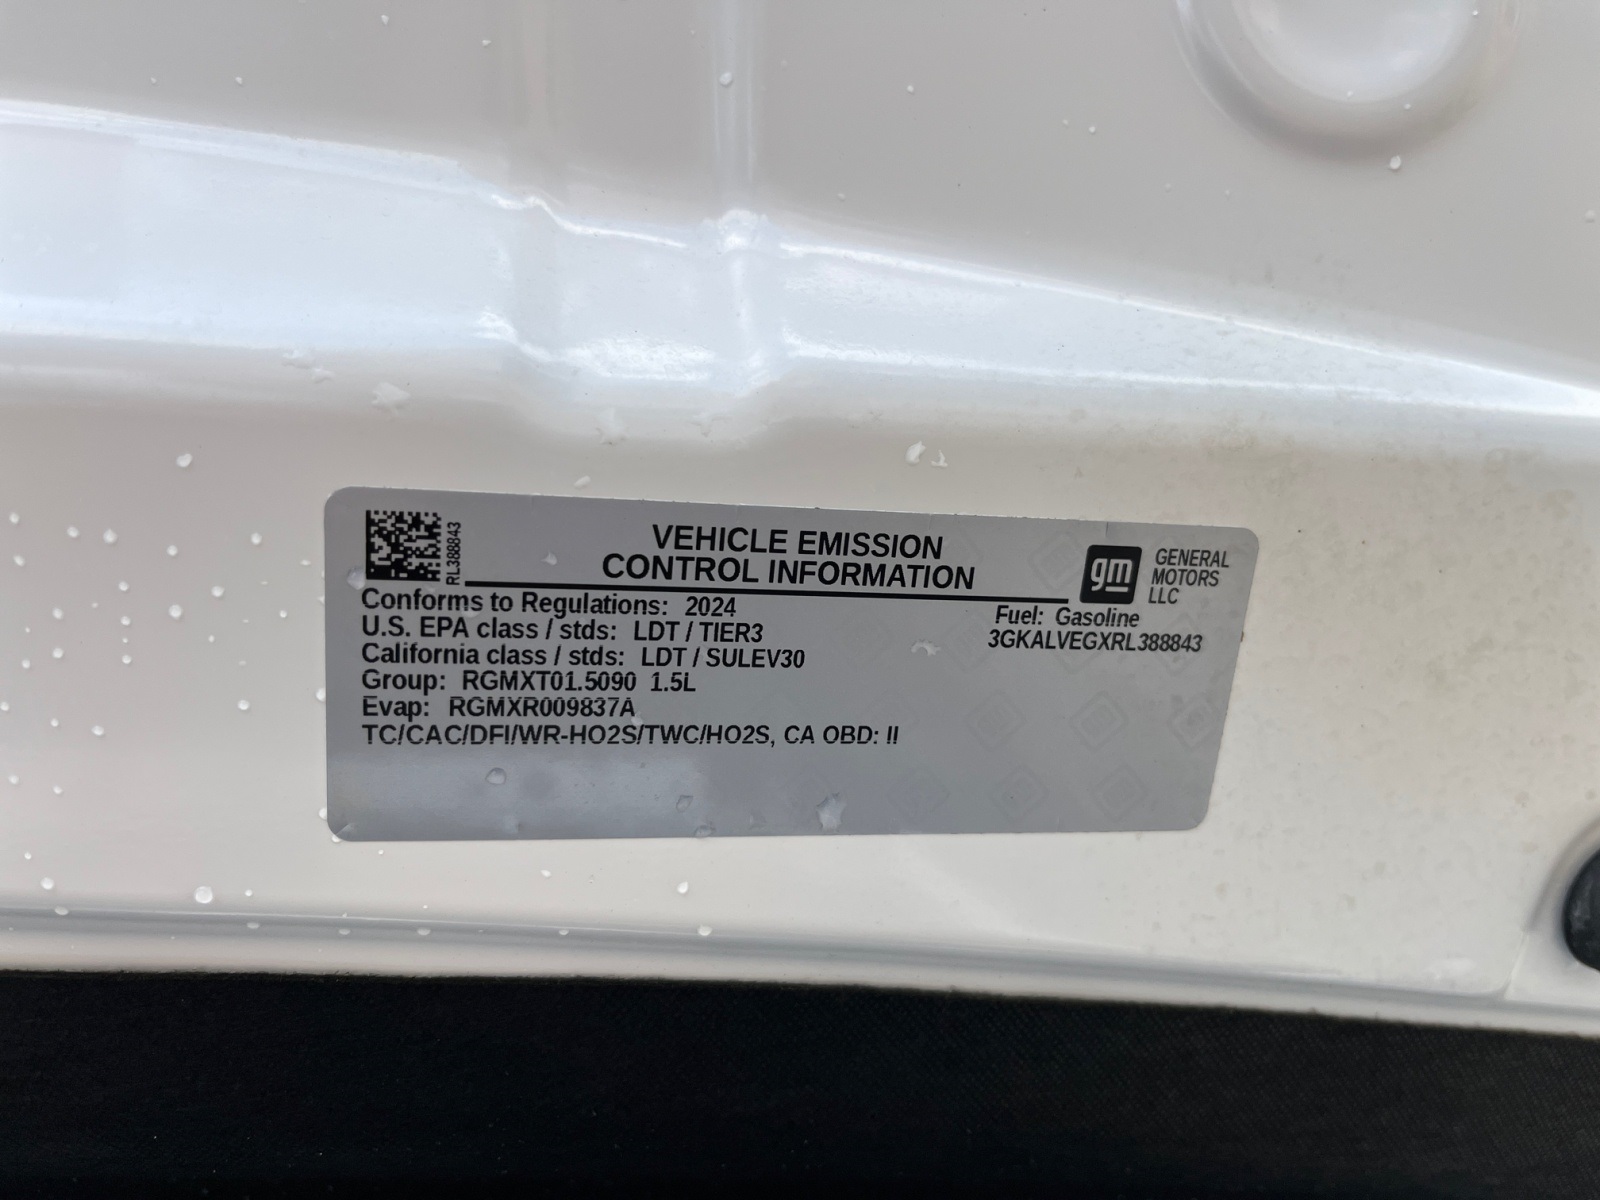 RL388843
VEHICLE EMISSION
CONTROL INFORMATION
gm
GENERAL
MOTORS
LLC
Conforms to Regulations: 2024
Fuel: Gasoline
U.S. EPA class / stds: LDT / TIER3
3GKALVEGXRL388843
California class / stds: LDT / SULEV30
Group: RGMXT01.5090 1.5L
Evap: RGMXR009837A
TC/CAC/DFI/WR-HO2S/TWC/HO2S, CA OBD: II